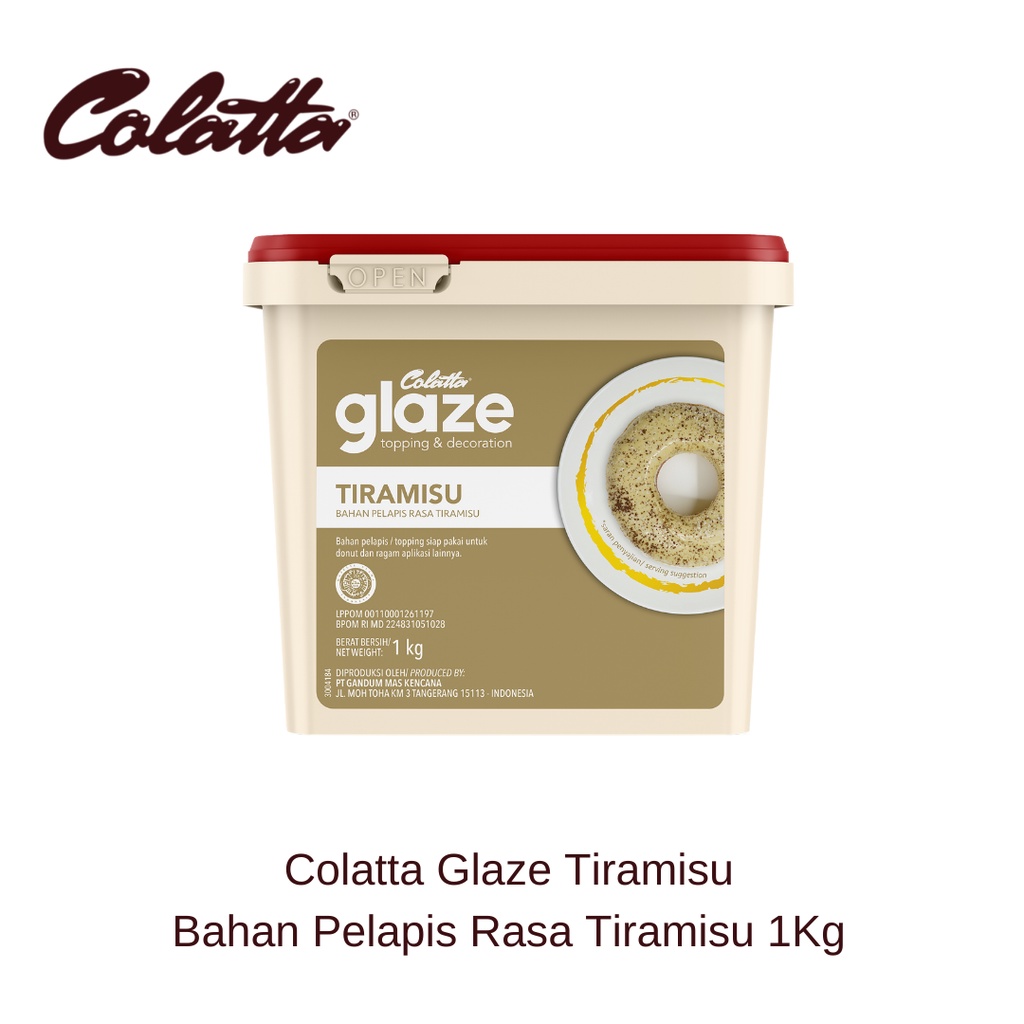 Colatta®
OPEN
Colatta®
glaze
topping & decoration
TIRAMISU
BAHAN PELAPIS RASA TIRAMISU
Bahan pelapis / topping siap pakai untuk
donut dan ragam aplikasi lainnya.
*saran penyajian/ serving suggestion
LPPOM 00110001261197
BPOM RI MD 224831051028
BERAT BERSIH/
NET WEIGHT: 1 kg
DIPRODUKSI OLEH/ PRODUCED BY:
PT GANDUM MAS KENCANA
JL. MOH TOHA KM 3 TANGERANG 15113 - INDONESIA
3004184
Colatta Glaze Tiramisu
Bahan Pelapis Rasa Tiramisu 1Kg